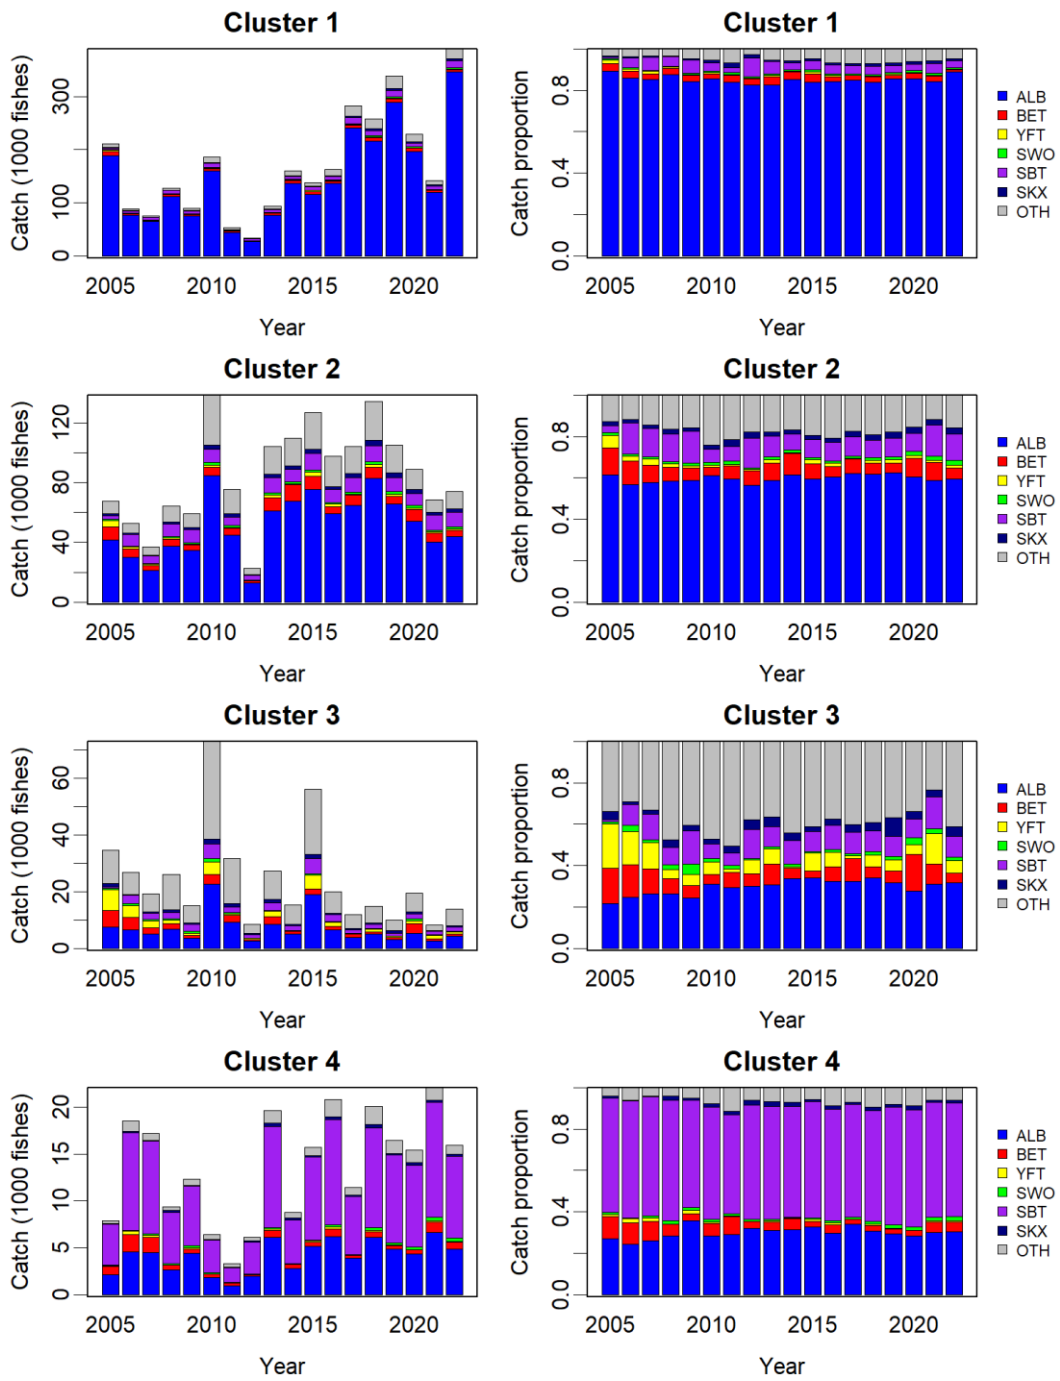 Cluster 1
Catch (1000 fishes)
0
100
300
2005
2010
2015
2020
Year
Cluster 1
Catch proportion
0.0
0.4
0.8
2005
2010
2015
2020
Year
ALB
BET
YFT
SWO
SBT
SKX
OTH
Cluster 2
Catch (1000 fishes)
0
40
80
120
2005
2010
2015
2020
Year
Cluster 2
Catch proportion
0.0
0.4
0.8
2005
2010
2015
2020
Year
ALB
BET
YFT
SWO
SBT
SKX
OTH
Cluster 3
Catch (1000 fishes)
0
20
40
60
2005
2010
2015
2020
Year
Cluster 3
Catch proportion
0.0
0.4
0.8
2005
2010
2015
2020
Year
ALB
BET
YFT
SWO
SBT
SKX
OTH
Cluster 4
Catch (1000 fishes)
0
5
10
15
20
2005
2010
2015
2020
Year
Cluster 4
Catch proportion
0.0
0.4
0.8
2005
2010
2015
2020
Year
ALB
BET
YFT
SWO
SBT
SKX
OTH